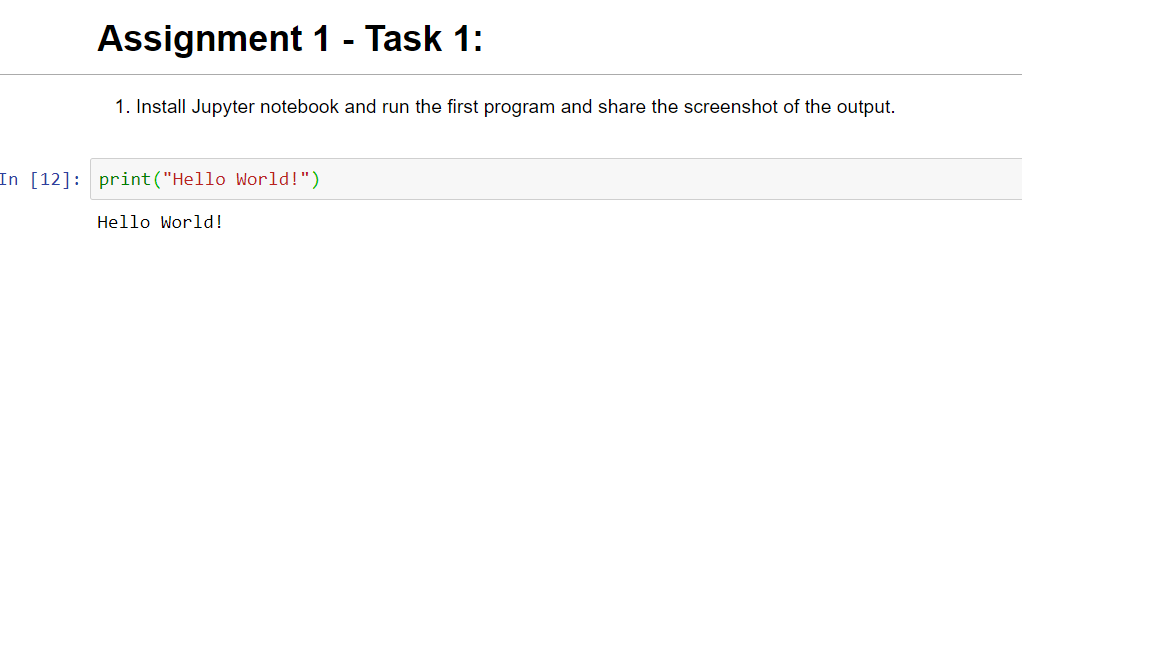 Assignment 1 - Task 1:
1. Install Jupyter notebook and run the first program and share the screenshot of the output.
In [12]: print("Hello World!")
Hello World!